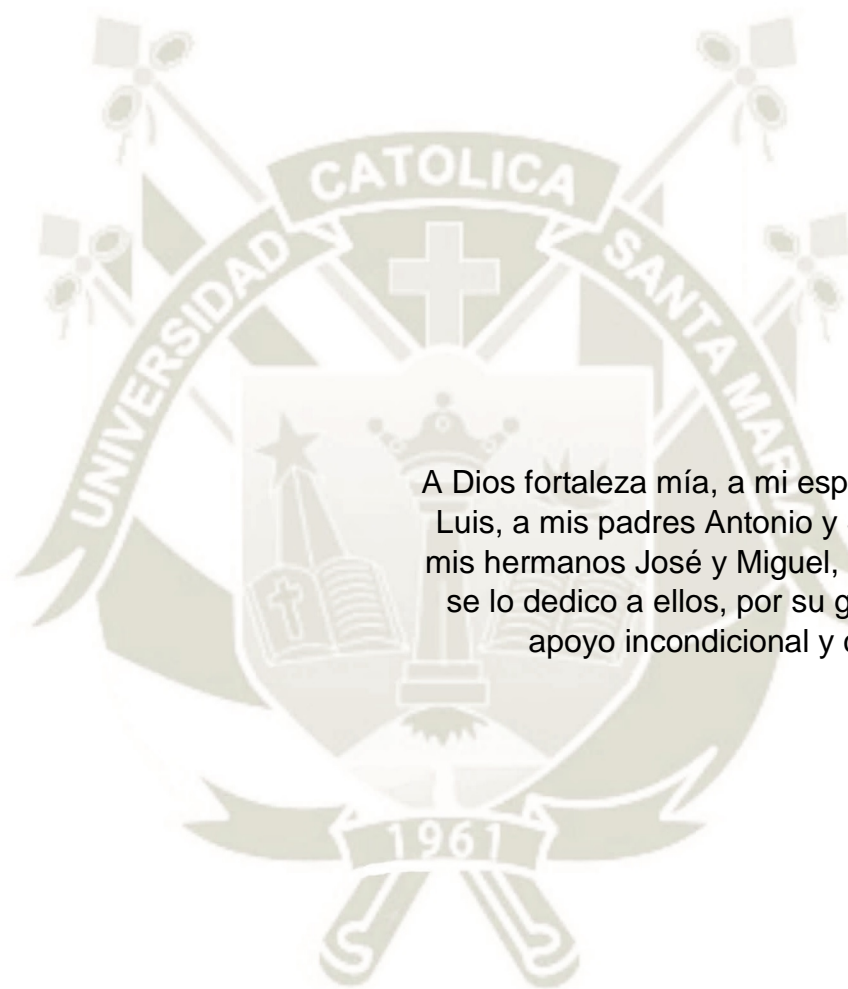 UNIVERSIDAD CATOLICA SANTA MARIA
A Dios fortaleza mía, a mi
Luis, a mis padres Antonio y
mis hermanos José y Miguel,
se lo dedico a ellos, por su
apoyo incondicional y
1961